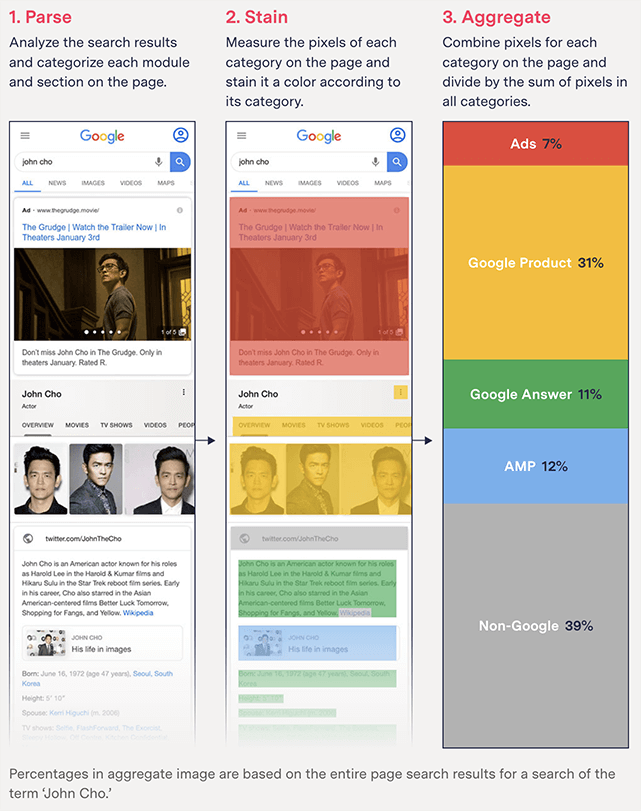 1. Parse
Analyze the search results
and categorize each module
and section on the page.
2. Stain
Measure the pixels of each
category on the page and
stain it a color according to
its category.
3. Aggregate
Combine pixels for each
category on the page and
divide by the sum of pixels in
all categories.
Google
john cho
ALL NEWS IMAGES VIDEOS MAPS
Ad · www.thegrudge.movie/
The Grudge | Watch the Trailer Now | In
Theaters January 3rd
1 of 5
Don't miss John Cho in The Grudge. Only in
theaters January. Rated R.
John Cho
Actor
OVERVIEW MOVIES TV SHOWS VIDEOS PEOP
twitter.com/JohnTheCho
John Cho is an American actor known for his roles
as Harold Lee in the Harold & Kumar films and
Hikaru Sulu in the Star Trek reboot film series. Early
in his career, Cho also starred in the Asian
American-centered films Better Luck Tomorrow,
Shopping for Fangs, and Yellow. Wikipedia
JOHN CHO
His life in images
Born: June 16, 1972 (age 47 years), Seoul, South
Korea
Height: 5' 10"
Spouse: Kerri Higuchi (m. 2006)
TV shows: Selfie, FlashForward, The Exorcist,
Google
john cho
ALL NEWS IMAGES VIDEOS MAPS
Ad · www.thegrudge.movie/
The Grudge | Watch the Trailer Now | In
Theaters January 3rd
1 of 5
Don't miss John Cho in The Grudge. Only in
theaters January. Rated R.
John Cho
Actor
OVERVIEW MOVIES TV SHOWS VIDEOS PEOP
twitter.com/JohnTheCho
John Cho is an American actor known for his roles
as Harold Lee in the Harold & Kumar films and
Hikaru Sulu in the Star Trek reboot film series. Early
in his career, Cho also starred in the Asian
American-centered films Better Luck Tomorrow,
Shopping for Fangs, and Yellow. Wikipedia
JOHN CHO
His life in images
Born: June 16, 1972 (age 47 years), Seoul, South
Korea
Height: 5' 10"
Spouse: Kerri Higuchi (m. 2006)
Ads 7%
Google Product 31%
Google Answer 11%
AMP 12%
Non-Google 39%
Percentages in aggregate image are based on the entire page search results for a search of the
term 'John Cho.'